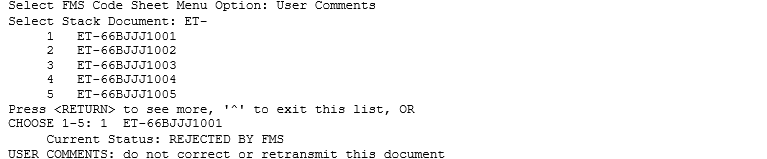 Select FMS Code Sheet Menu Option: User Comments
Select Stack Document: ET-
1 ET-66BJJJ1001
2 ET-66BJJJ1002
3 ET-66BJJJ1003
4 ET-66BJJJ1004
5 ET-66BJJJ1005
Press <RETURN> to see more, '^' to exit this list, OR
CHOOSE 1-5: 1 ET-66BJJJ1001
Current Status: REJECTED BY FMS
USER COMMENTS: do not correct or retransmit this document